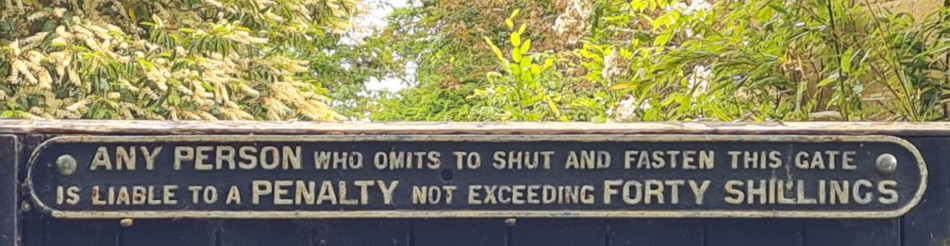 ANY PERSON WHO OMITS TO SHUT AND FASTEN THIS GATE
IS LIABLE TO A PENALTY NOT EXCEEDING FORTY SHILLINGS